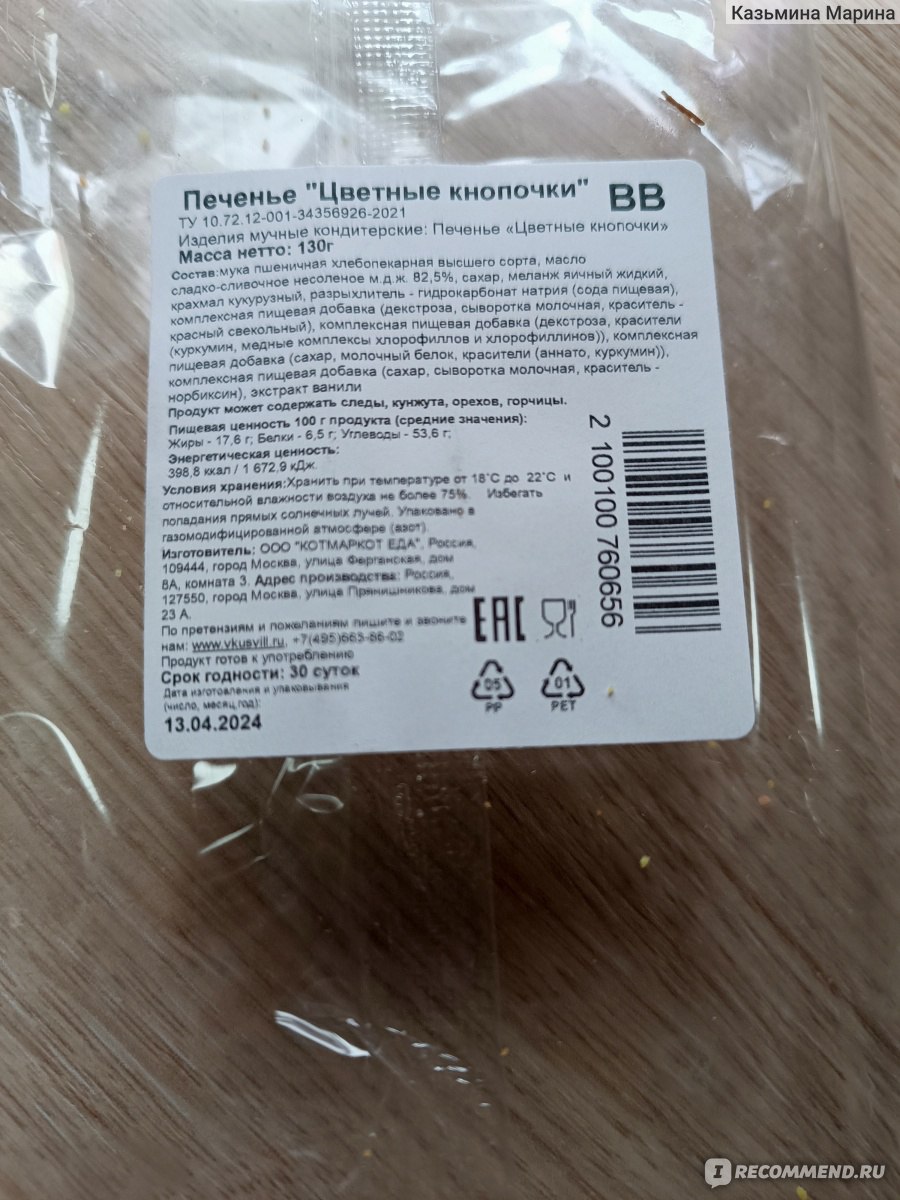 Казьмина Марина
Печенье "Цветные кнопочки" ВВ
ТУ 10.72.12-001-34356926-2021
Изделия мучные кондитерские: Печенье «Цветные кнопочки»
Масса нетто: 130г
Состав:мука пшеничная хлебопекарная высшего сорта, масло
сладко-сливочное несоленое м.д.ж. 82,5%, сахар, меланж яичный жидкий,
крахмал кукурузный, разрыхлитель - гидрокарбонат натрия (сода пищевая),
комплексная пищевая добавка (декстроза, сыворотка молочная, краситель -
красный свекольный), комплексная пищевая добавка (декстроза, красители
(куркумин, медные комплексы хлорофиллов и хлорофиллинов)), комплексная
пищевая добавка (сахар, молочный белок, красители (аннато, куркумин)),
комплексная пищевая добавка (сахар, сыворотка молочная, краситель -
норбиксин), экстракт ванили
Продукт может содержать следы, кунжута, орехов, горчицы.
Пищевая ценность 100 г продукта (средние значения):
Жиры - 17,6 г; Белки - 6,5 г; Углеводы - 53,6 г;
Энергетическая ценность:
398,8 ккал / 1 672,9 кДж
Условия хранения:Хранить при температуре от 18°C до 22°C и
относительной влажности воздуха не более 75%. Избегать
попадания прямых солнечных лучей. Упаковано в
газомодифицированной атмосфере (азот).
Изготовитель: ООО "КОТМАРКОТ ЕДА", Россия,
109444, город Москва, улица Ферганская, дом
8А, комната 3. Адрес производства: Россия,
127550, город Москва, улица Прянишникова, дом
23 А.
По претензиям и пожеланиям пишите и звоните
нам: www.vkusvill.ru, +7(495)663-86-02
Продукт готов к употреблению
Срок годности: 30 суток
Дата изготовления и упаковывания
(число, месяц,год):
13.04.2024
2 100100 760656
EAC
05
PP
01
PET
IRECOMMEND.RU